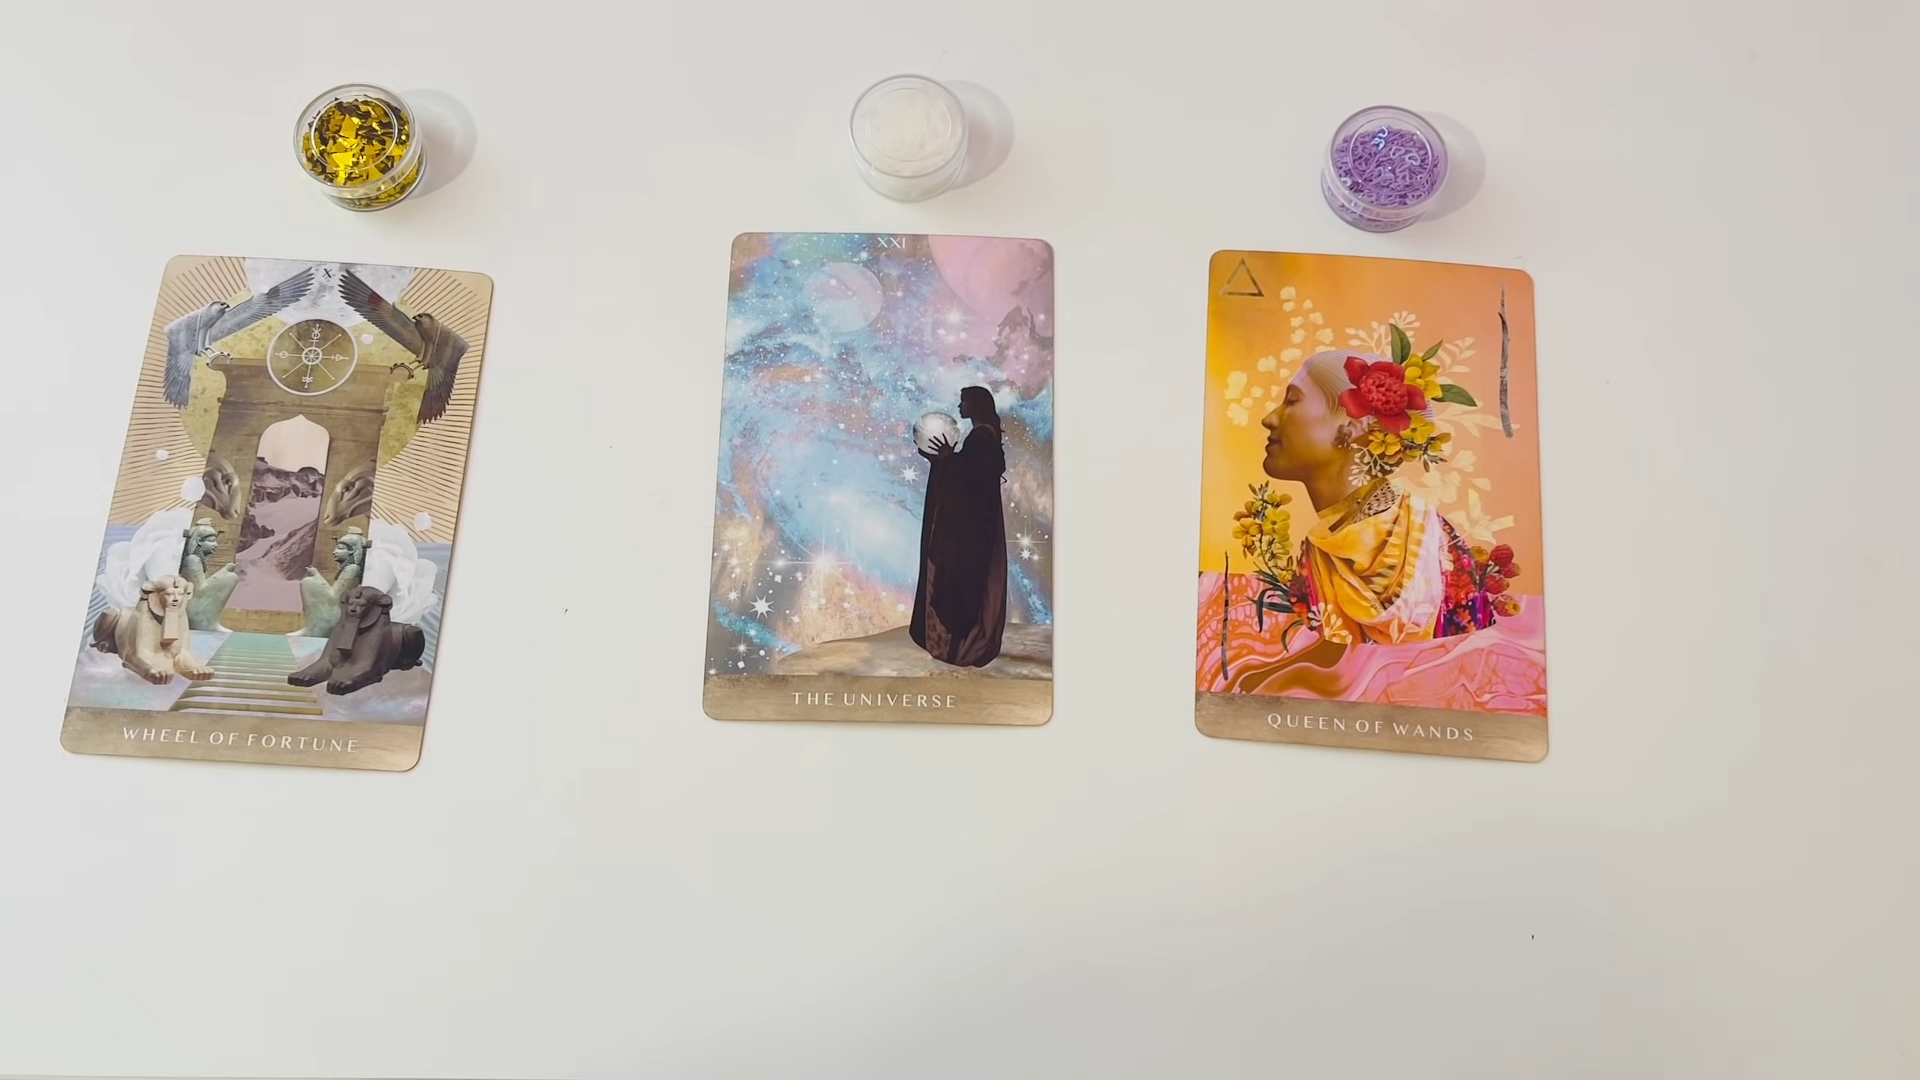 X
WHEEL OF FORTUNE
XXI
THE UNIVERSE
QUEEN OF WANDS